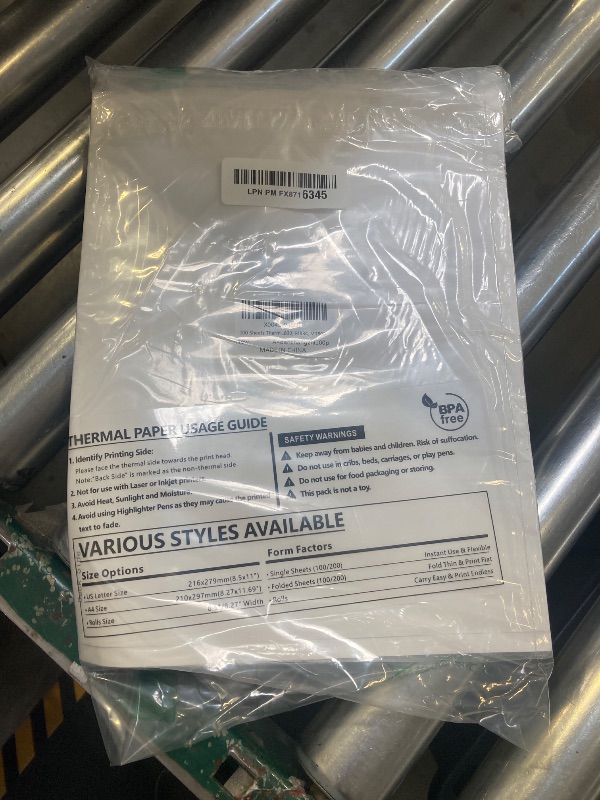 LPN PM FX871 6345
MADE IN CHINA
BPA
free
THERMAL PAPER USAGE GUIDE
1. Identify Printing Side:
Please face the thermal side towards the print head.
Note:"Back Side" is marked as the non-thermal side.
2. Not for use with Laser or Inkjet
3. Avoid Heat, Sunlight and Moisture
4. Avoid using Highlighter Pens as they may cause the printed
text to fade.
SAFETY WARNINGS
Keep away from babies and children. Risk of suffocation.
Do not use in cribs, beds, carriages, or play pens.
Do not use for food packaging or storing.
This pack is not a toy.
VARIOUS STYLES AVAILABLE
Size Options
• US Letter Size 216x279mm(8.5x11")
• A4 Size 210x297mm(8.27x11.69")
• Rolls Size 8.27" Width
Form Factors
• Single Sheets (100/200) Instant Use & Flexible
• Folded Sheets (100/200) Fold Thin & Print Flat
• Rolls Carry Easy & Print Endless